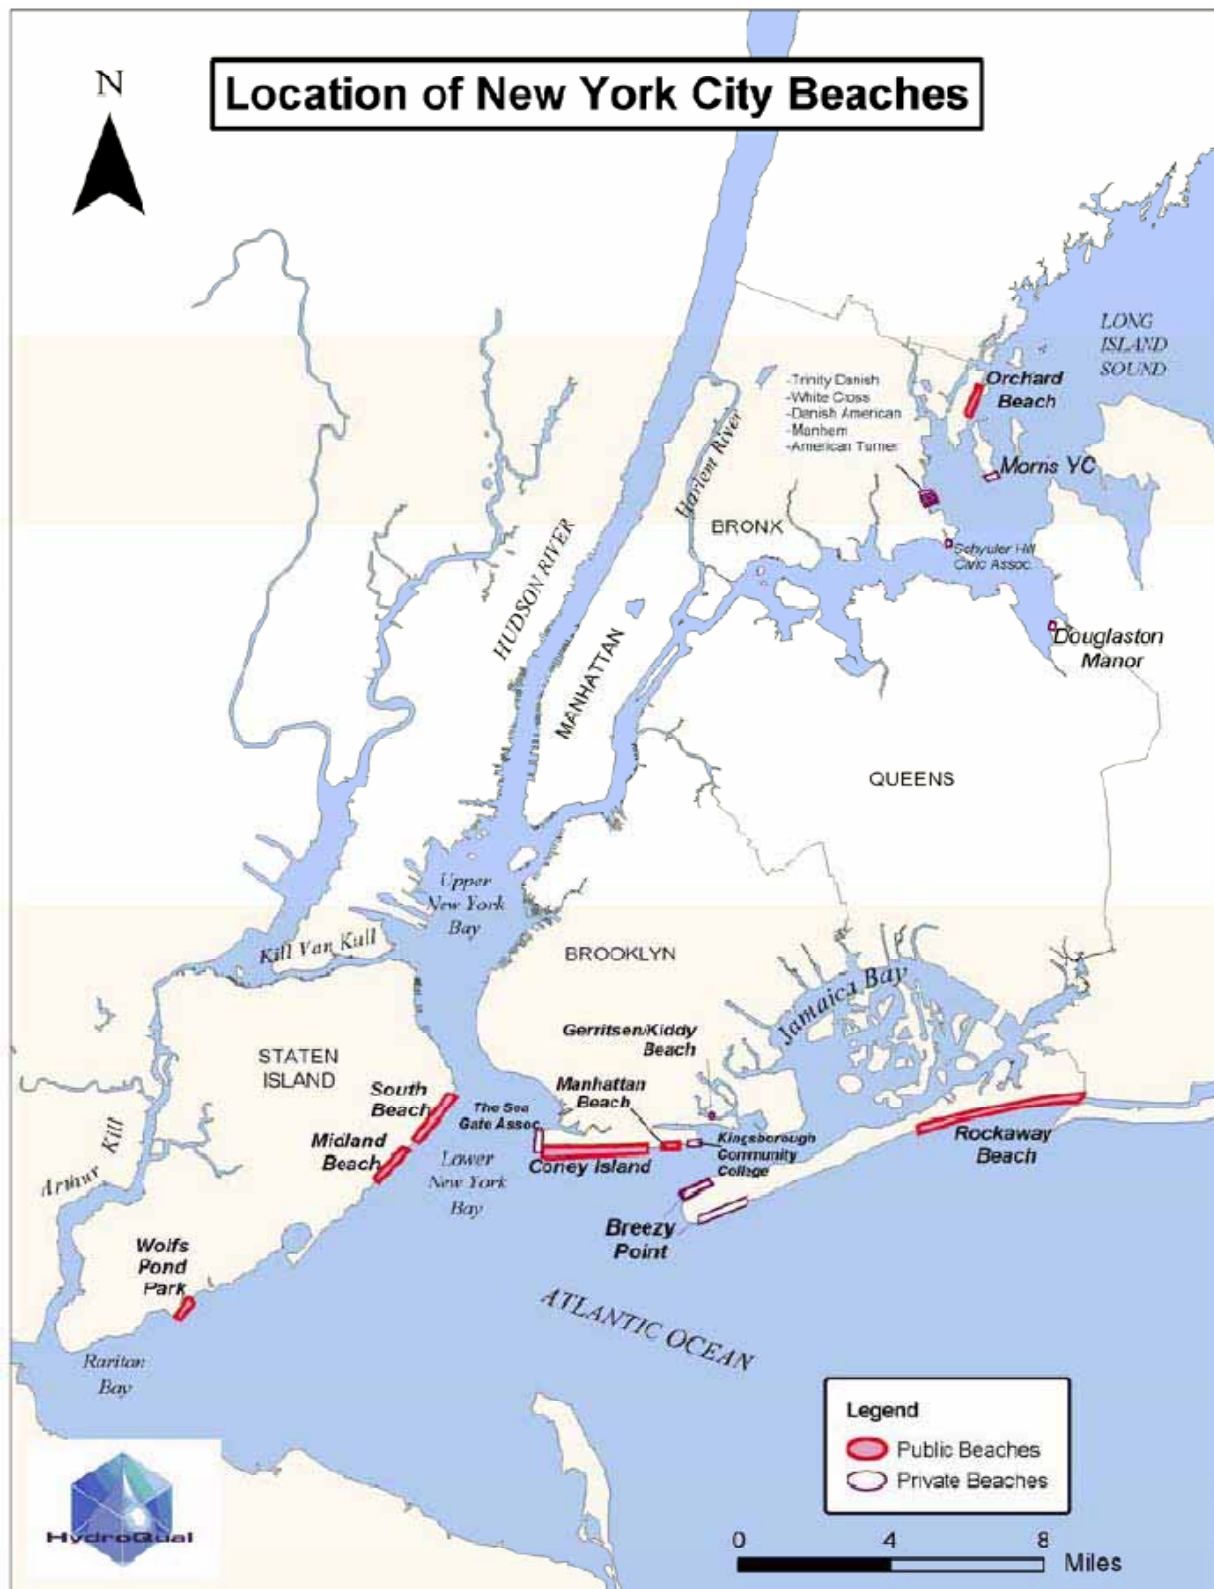 Location of New York City Beaches
N
LONG
ISLAND
SOUND
-Trinity Danish
-White Cross
-Danish American
-Manhem
-American Turner
Orchard
Beach
Harlem River
Morris YC
BRONX
Schyuler Hill
Civic Assoc.
HUDSON RIVER
MANHATTAN
Douglaston
Manor
QUEENS
Upper
New York
Bay
Kill Van Kull
BROOKLYN
Jamaica Bay
Gerritsen/Kiddy
Beach
STATEN
ISLAND
South
Beach
The Sea
Gate Assoc.
Manhattan
Beach
Midland
Beach
Arthur Kill
Lower
New York
Bay
Coney Island
Kingsborough
Community
College
Rockaway
Beach
Breezy
Point
Wolfs
Pond
Park
ATLANTIC OCEAN
Raritan
Bay
Legend
Public Beaches
Private Beaches
HydroQual
0 4 8
Miles